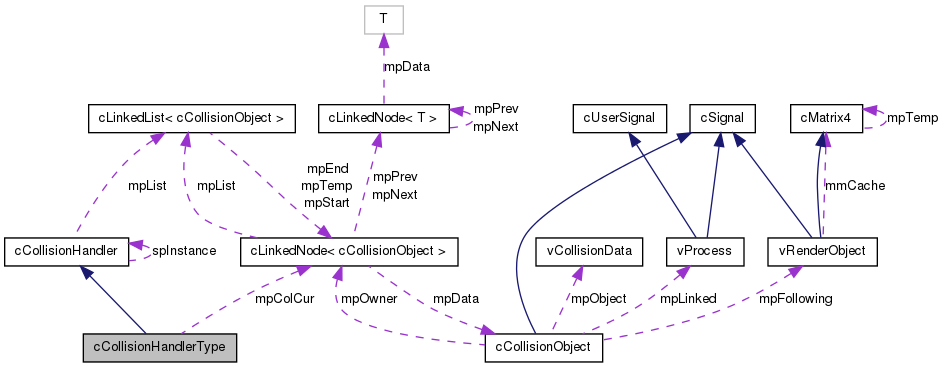 T
mpData
cLinkedList< cCollisionObject >
cLinkedNode< T >
mpPrev
mpNext
cUserSignal
cSignal
cMatrix4
mpTemp
mpList
mpList
mpEnd
mpTemp
mpStart
mpPrev
mpNext
mmCache
cCollisionHandler
spInstance
cLinkedNode< cCollisionObject >
vCollisionData
vProcess
vRenderObject
mpColCur
mpOwner
mpData
mpObject
mpLinked
mpFollowing
cCollisionHandlerType
cCollisionObject